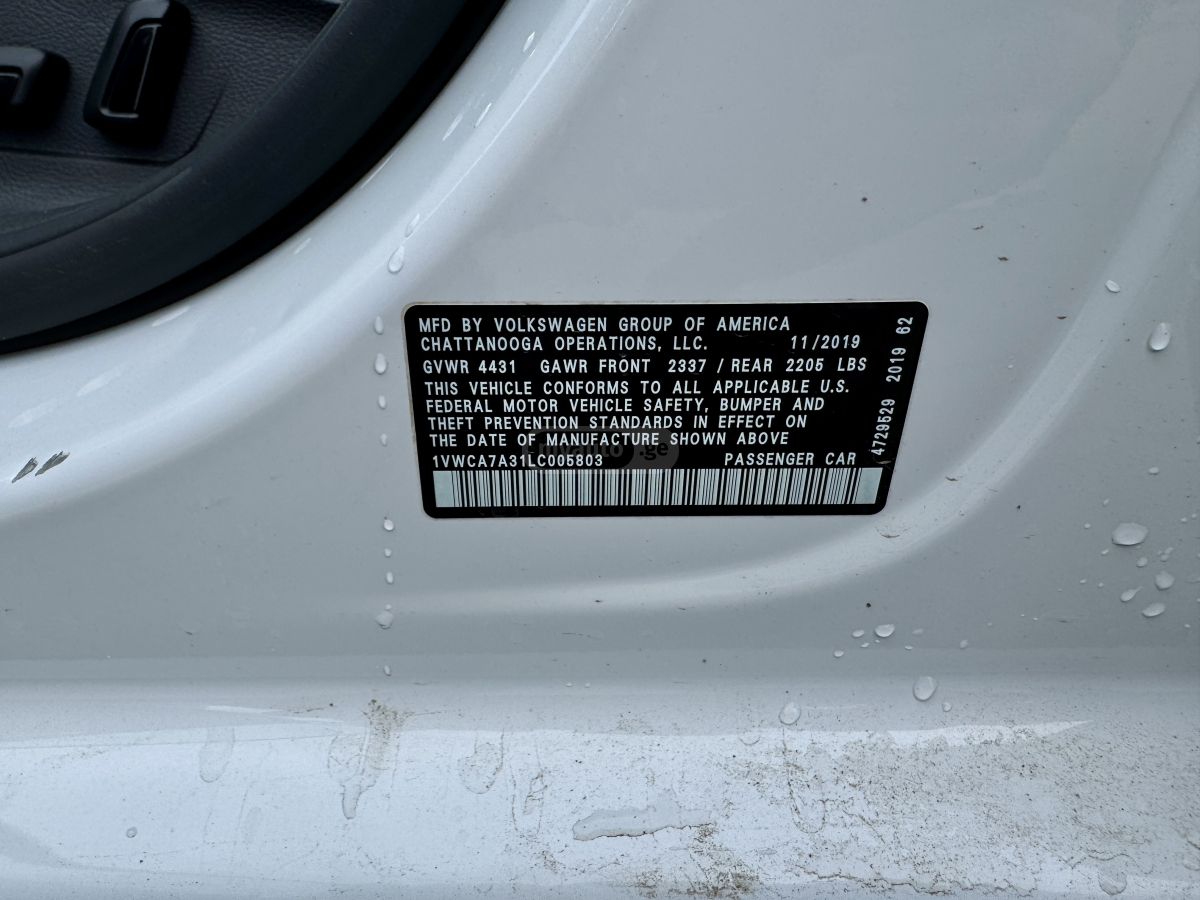 MFD BY VOLKSWAGEN GROUP OF AMERICA
CHATTANOOGA OPERATIONS, LLC. 11/2019
GVWR 4431 GAWR FRONT 2337 / REAR 2205 LBS
THIS VEHICLE CONFORMS TO ALL APPLICABLE U.S.
FEDERAL MOTOR VEHICLE SAFETY, BUMPER AND
THEFT PREVENTION STANDARDS IN EFFECT ON
THE DATE OF MANUFACTURE SHOWN ABOVE
1VWCA7A31LC005803 PASSENGER CAR
4729529 2019 62
.ge